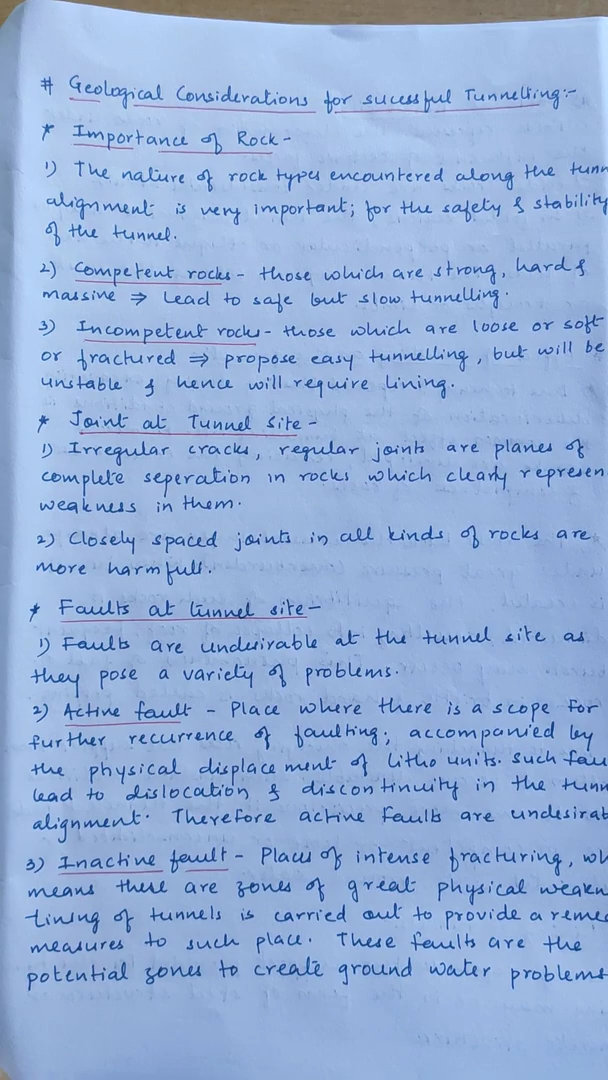 # Geological Considerations for sucessful Tunnelling:-
* Importance of Rock -
1) The nature of rock types encountered along the tunn
alignment is very important; for the safety & stability
of the tunnel.
2) Competent rocks - those which are strong, hard &
massive ⇒ lead to safe but slow tunnelling.
3) Incompetent rocks - those which are loose or soft
or fractured ⇒ propose easy tunnelling, but will be
unstable & hence will require lining.
* Joint at Tunnel Site -
1) Irregular cracks, regular joints are planes of
complete seperation in rocks which clearly represen
weakness in them.
2) Closely spaced joints in all kinds of rocks are
more harmfull.
* Faults at tunnel site -
1) Faults are undesirable at the tunnel site as
they pose a variety of problems.
2) Active fault - Place where there is a scope for
further recurrence of faulting; accompanied by
the physical displacement of litho units. such fau
lead to dislocation & discontinuity in the tunn
alignment. Therefore active faults are undesirab
3) Inactive fault - Places of intense fracturing, wh
means these are zones of great physical weakn
Lining of tunnels is carried out to provide a reme
measures to such place. These faults are the
potential zones to create ground water problems